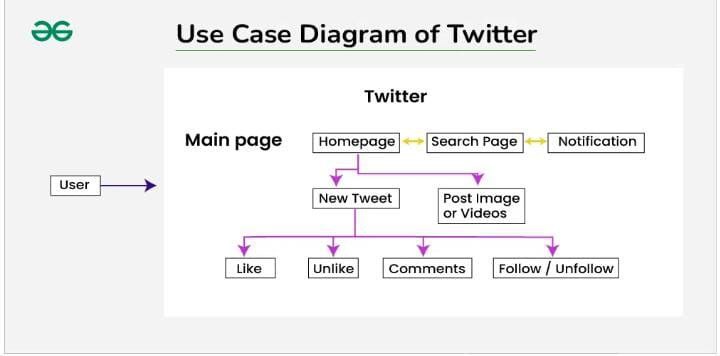 Use Case Diagram of Twitter
Twitter
Main page
Homepage
Search Page
Notification
User
New Tweet
Post Image
or Videos
Like
Unlike
Comments
Follow / Unfollow